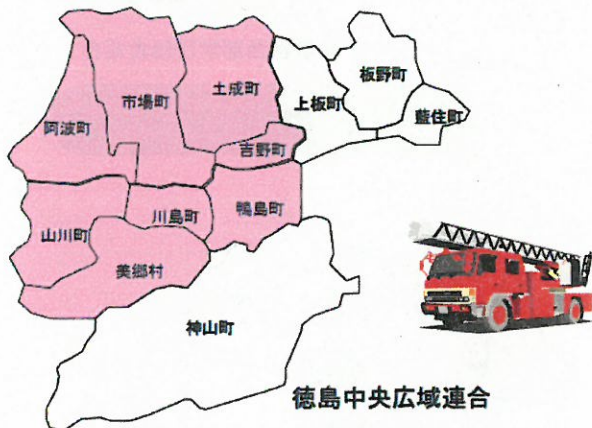 板野町
土成町
上板町
市場町
藍住町
阿波町
吉野町
川島町
鴨島町
山川町
美郷村
神山町
徳島中央広域連合